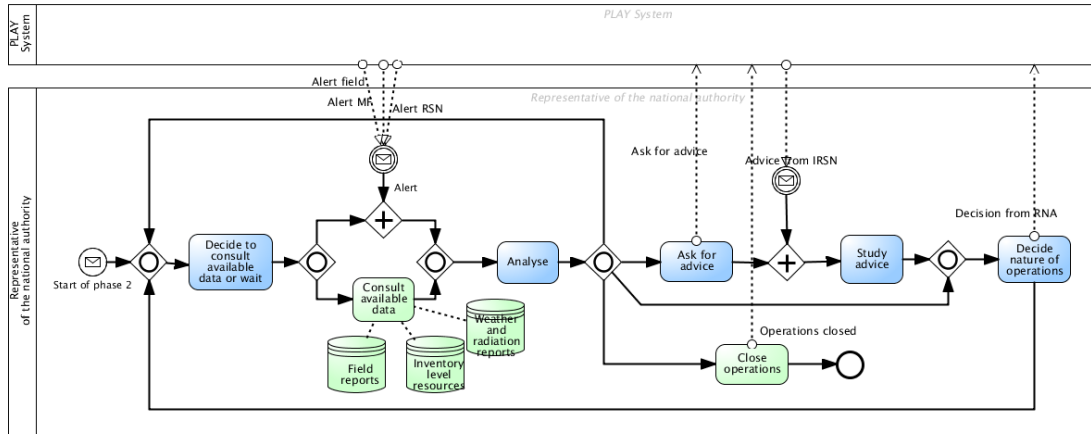 PLAY
System
PLAY System
Representative
of the national authority
Representative of the national authority
Alert field
Alert MF
Alert RSN
Alert
Start of phase 2
Decide to
consult
available
data or wait
Consult
available
data
Field
reports
Inventory
level
resources
Weather
and
radiation
reports
Analyse
Ask for advice
Ask for
advice
Advice from IRSN
Study
advice
Decision from RNA
Decide
nature of
operations
Operations closed
Close
operations